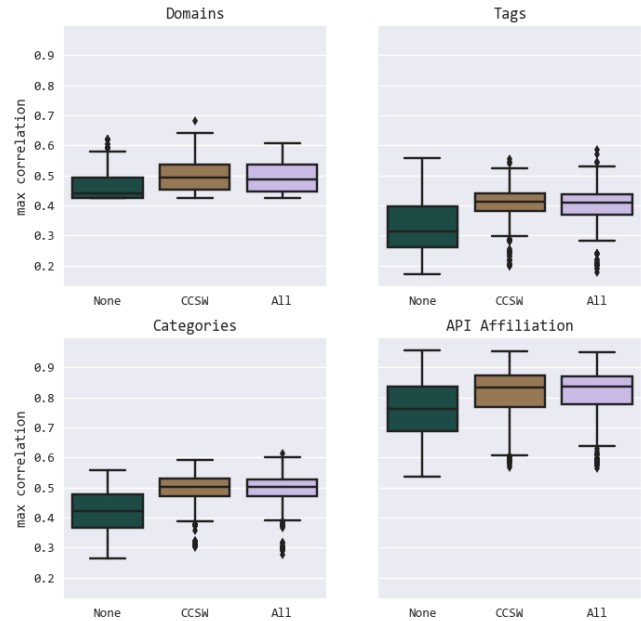 Domains
Tags
max correlation
0.9
0.8
0.7
0.6
0.5
0.4
0.3
0.2
None CCSW All
None CCSW All
Categories
API Affiliation
max correlation
0.9
0.8
0.7
0.6
0.5
0.4
0.3
0.2
None CCSW All
None CCSW All